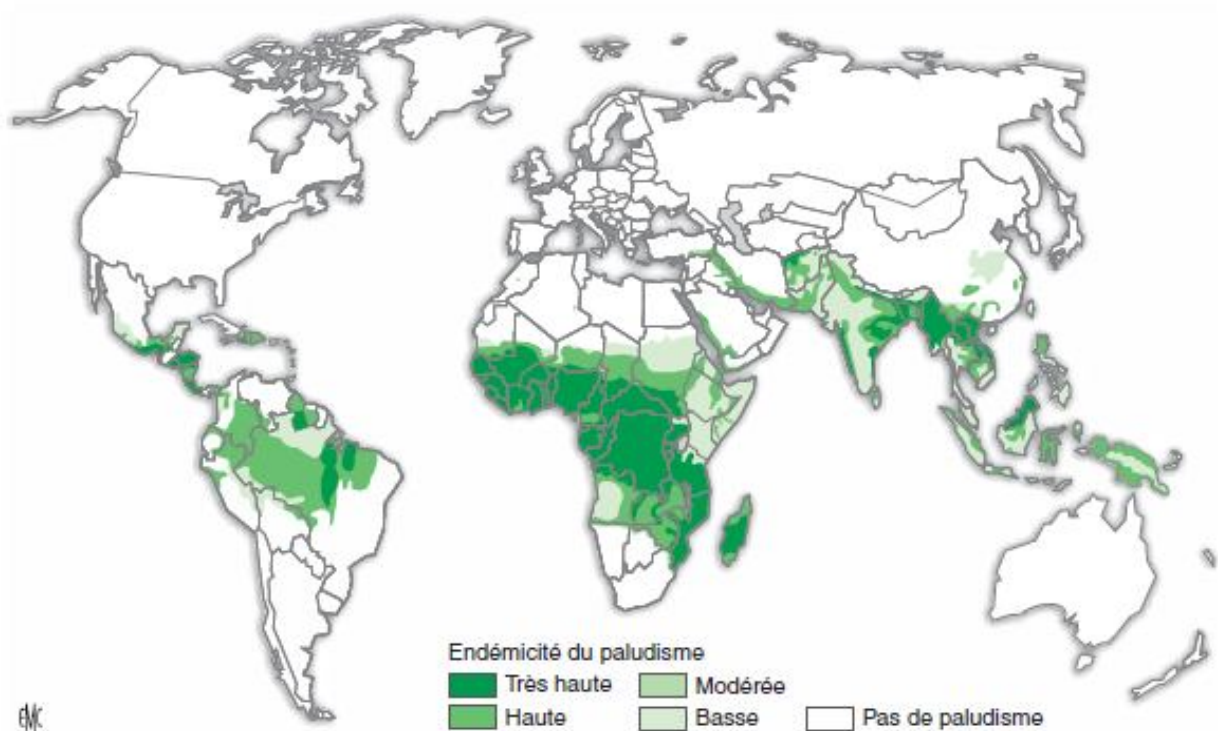 Endémicité du paludisme
Très haute
Modérée
Haute
Basse
Pas de paludisme
EMC